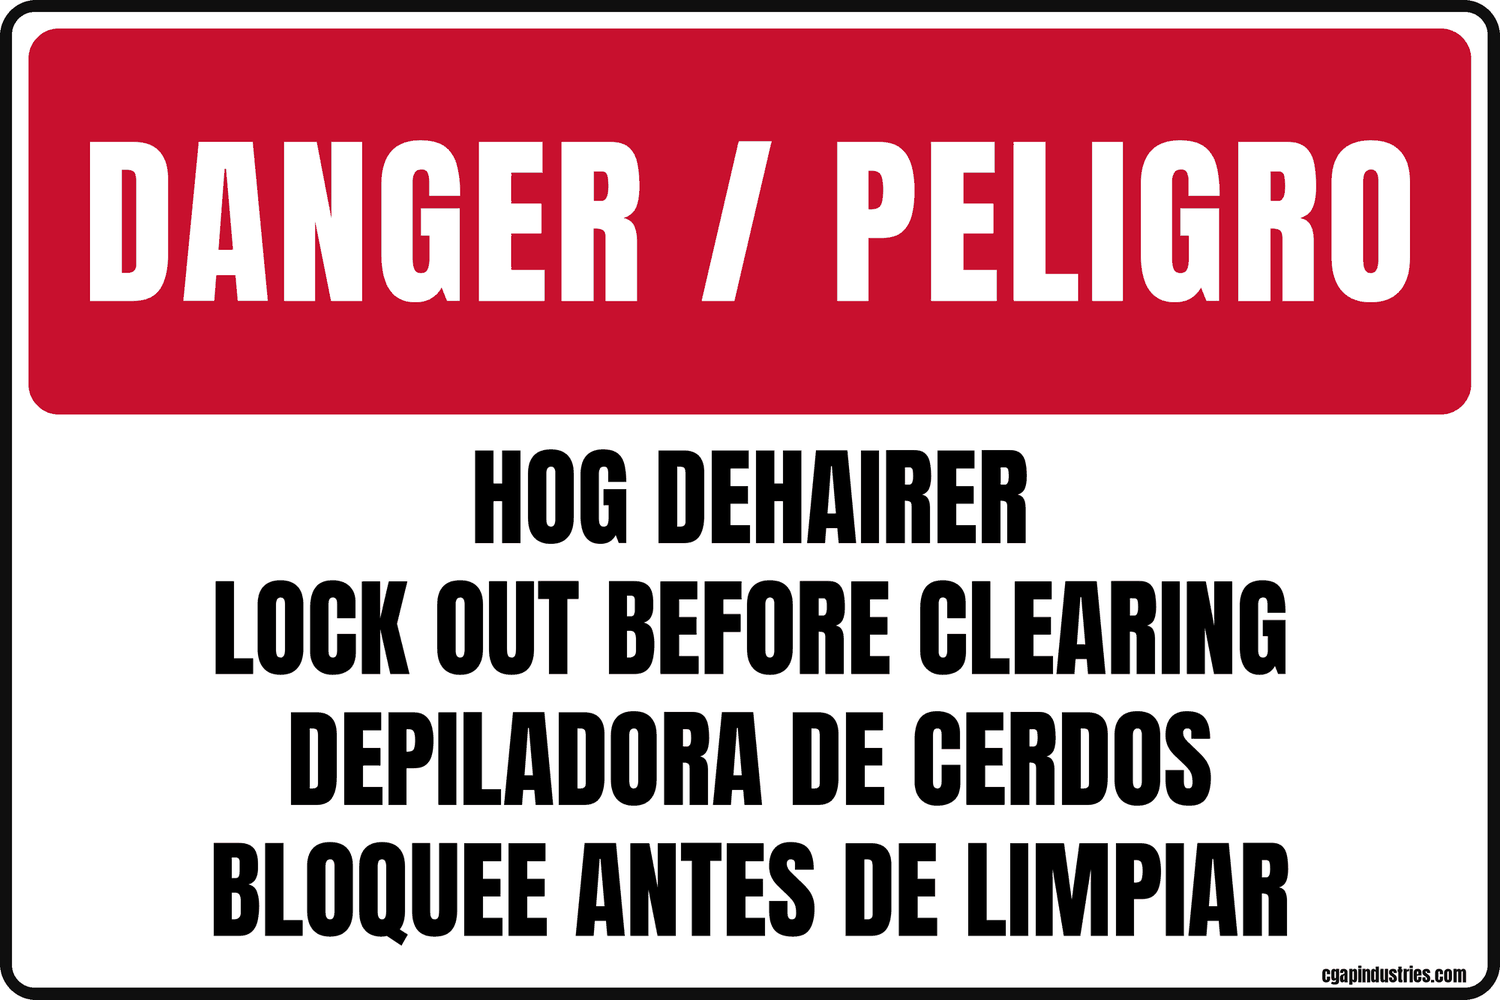 DANGER / PELIGRO
HOG DEHAIRER
LOCK OUT BEFORE CLEARING
DEPILADORA DE CERDOS
BLOQUEE ANTES DE LIMPIAR
cgapindustries.com